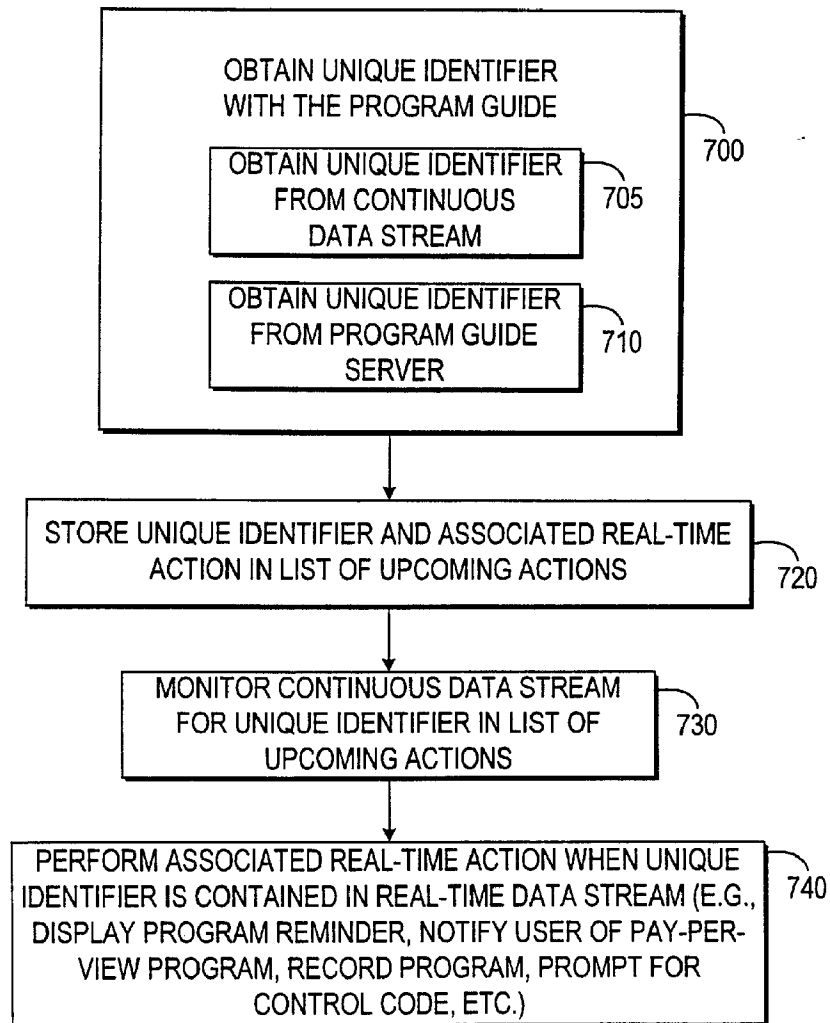 OBTAIN UNIQUE IDENTIFIER
WITH THE PROGRAM GUIDE
700
OBTAIN UNIQUE IDENTIFIER
FROM CONTINUOUS
DATA STREAM
705
OBTAIN UNIQUE IDENTIFIER
FROM PROGRAM GUIDE
SERVER
710
STORE UNIQUE IDENTIFIER AND ASSOCIATED REAL-TIME
ACTION IN LIST OF UPCOMING ACTIONS
720
MONITOR CONTINUOUS DATA STREAM
FOR UNIQUE IDENTIFIER IN LIST OF
UPCOMING ACTIONS
730
PERFORM ASSOCIATED REAL-TIME ACTION WHEN UNIQUE
IDENTIFIER IS CONTAINED IN REAL-TIME DATA STREAM (E.G.,
DISPLAY PROGRAM REMINDER, NOTIFY USER OF PAY-PER-
VIEW PROGRAM, RECORD PROGRAM, PROMPT FOR
CONTROL CODE, ETC.)
740